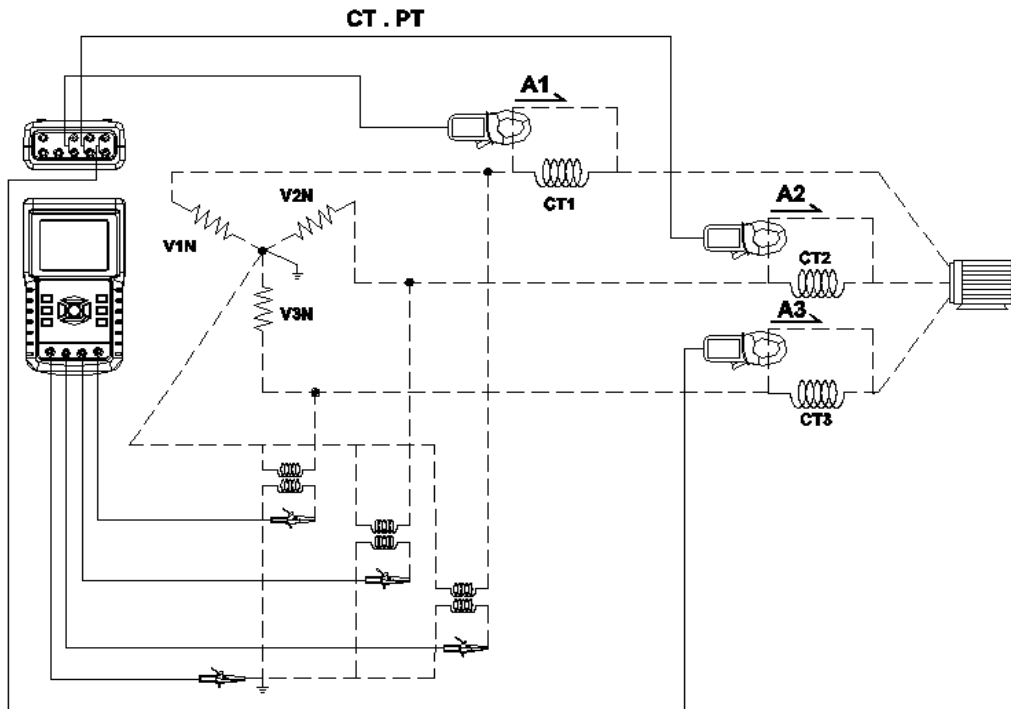 CT . PT
A1
CT1
V2N
V1N
A2
CT2
V3N
A3
CT3